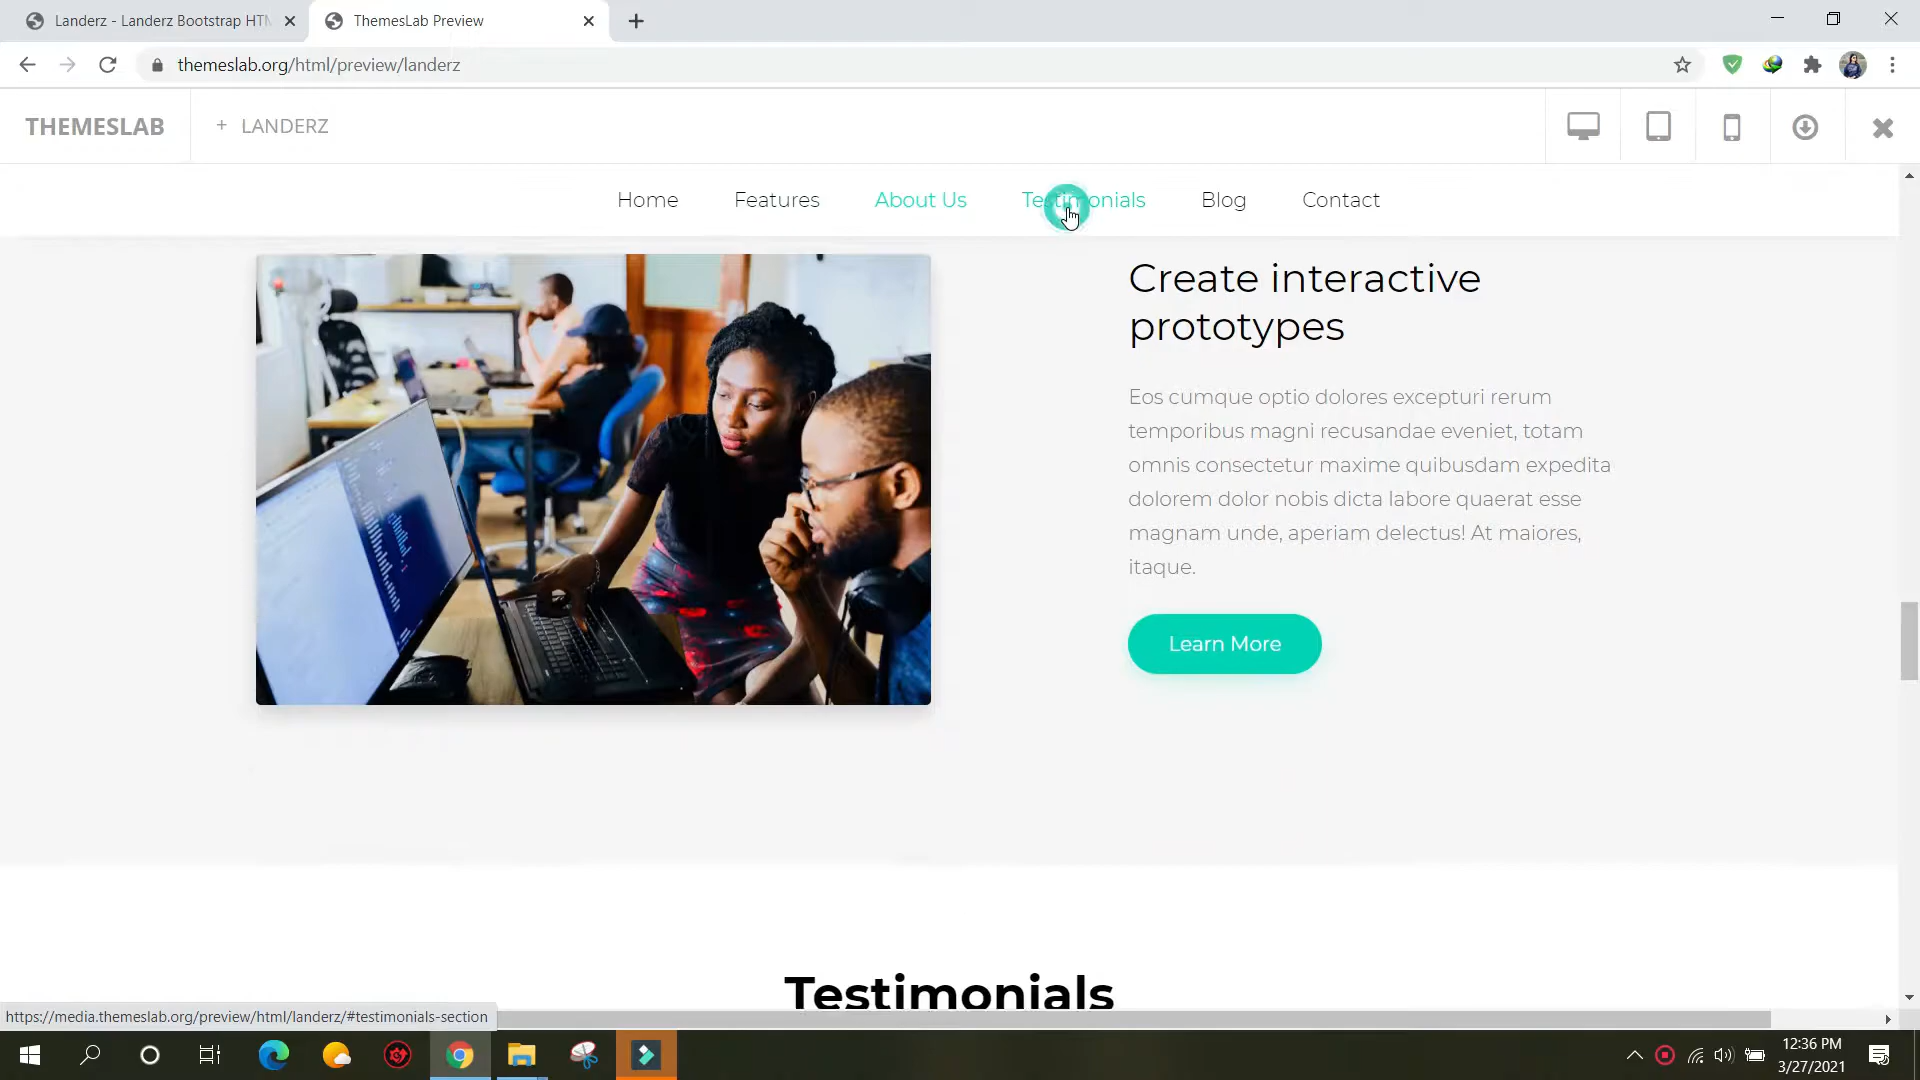 Landerz - Landerz Bootstrap HTM
ThemesLab Preview
themeslab.org/html/preview/landerz
THEMESLAB
+ LANDERZ
Home
Features
About Us
Testimonials
Blog
Contact
Create interactive
prototypes
Eos cumque optio dolores excepturi rerum
temporibus magni recusandae eveniet, totam
omnis consectetur maxime quibusdam expedita
dolorem dolor nobis dicta labore quaerat esse
magnam unde, aperiam delectus! At maiores,
itaque.
Learn More
Testimonials
https://media.themeslab.org/preview/html/landerz/#testimonials-section
12:36 PM
3/27/2021